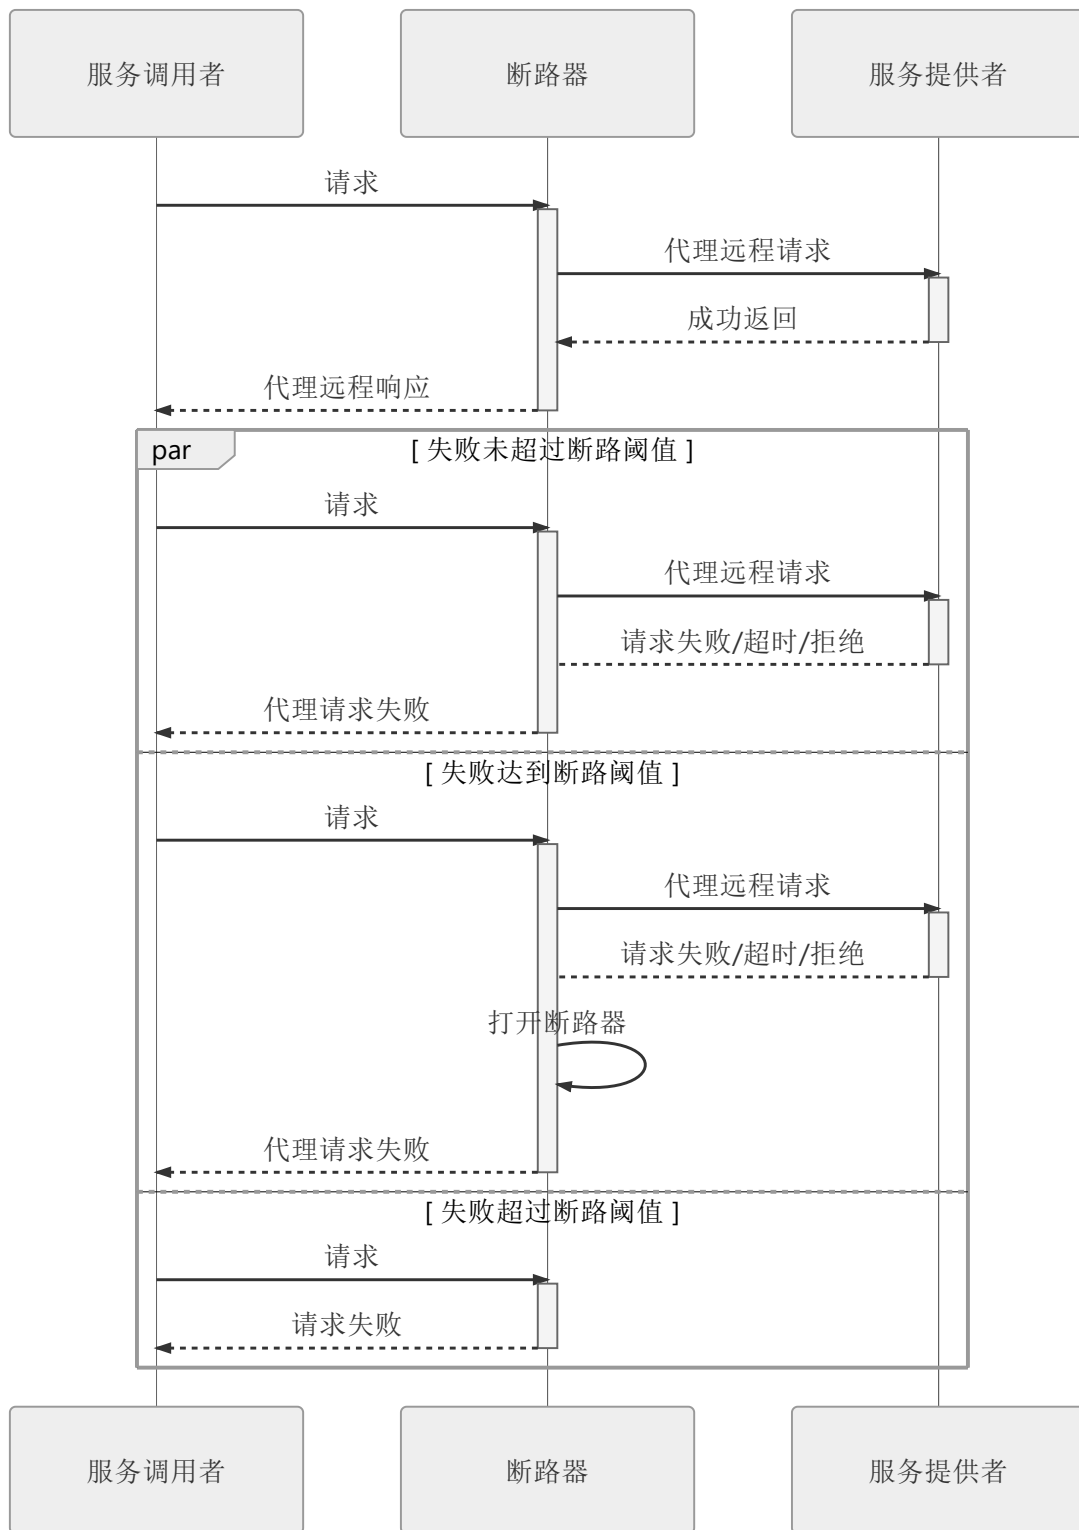 服务调用者
断路器
服务提供者
请求
代理远程请求
成功返回
代理远程响应
par
[ 失败未超过断路阈值 ]
请求
代理远程请求
请求失败/超时/拒绝
代理请求失败
[ 失败达到断路阈值 ]
请求
代理远程请求
请求失败/超时/拒绝
打开断路器
代理请求失败
[ 失败超过断路阈值 ]
请求
请求失败
服务调用者
断路器
服务提供者